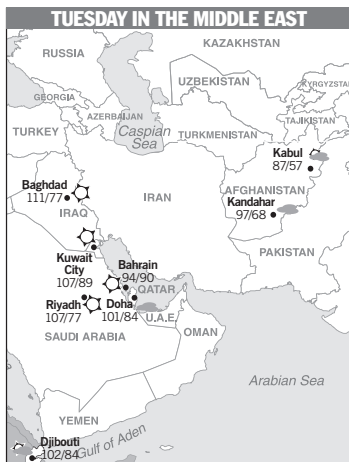 TUESDAY IN THE MIDDLE EAST
RUSSIA
KAZAKHSTAN
UZBEKISTAN
KYRGYZSTAN
GEORGIA
AZERBAIJAN
TAJIKISTAN
TURKEY
Caspian
Sea
TURKMENISTAN
Kabul
87/57
Baghdad
111/77
IRAQ
IRAN
AFGHANISTAN
Kandahar
97/68
PAKISTAN
Kuwait
City
107/89
Bahrain
94/90
QATAR
Riyadh
107/77
Doha
101/84
U.A.E.
SAUDI ARABIA
OMAN
Arabian Sea
YEMEN
Djibouti
102/84
Gulf of Aden